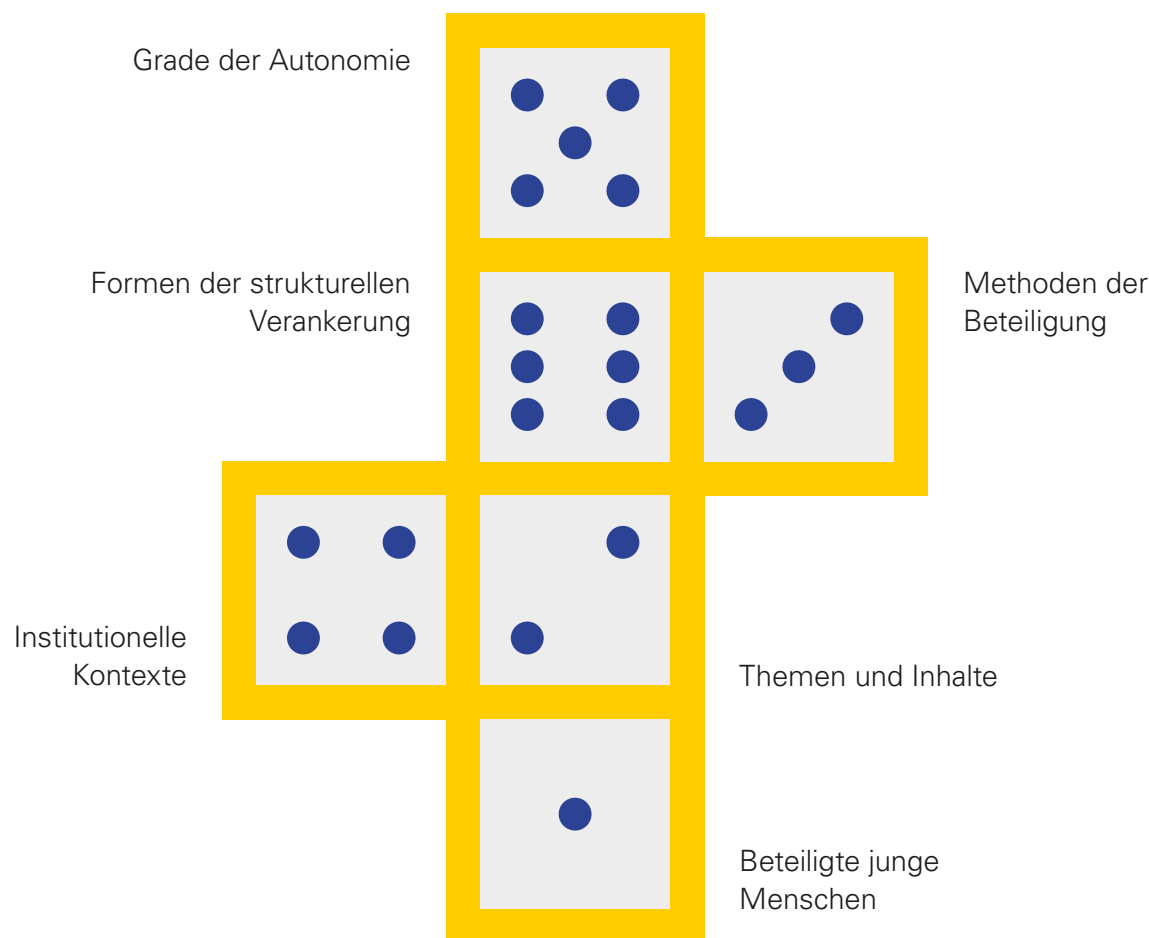 Grade der Autonomie
Formen der strukturellen
Verankerung
Methoden der
Beteiligung
Institutionelle
Kontexte
Themen und Inhalte
Beteiligte junge
Menschen